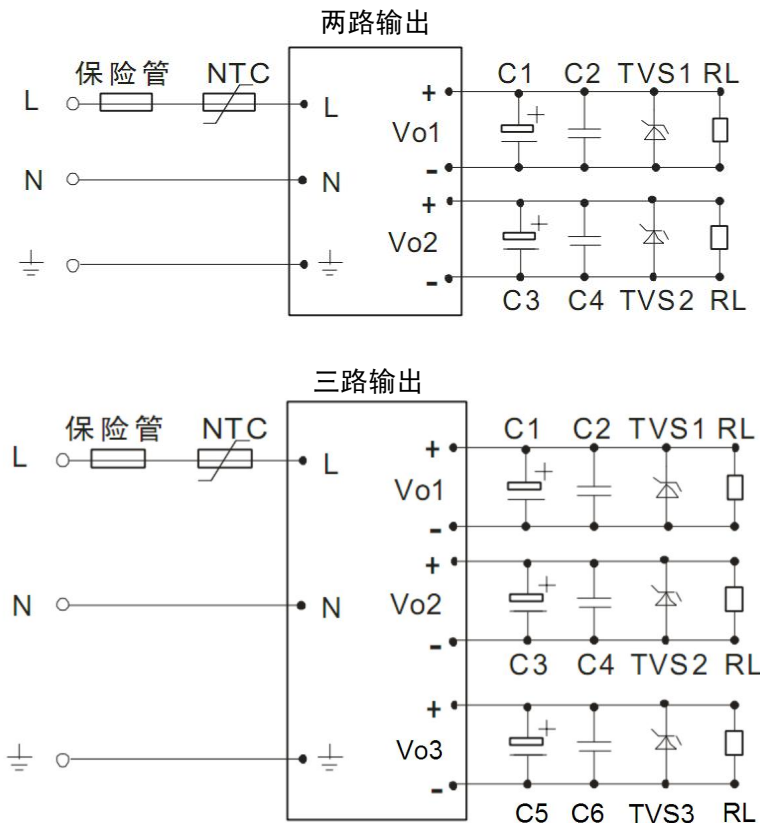 两路输出
保险管 NTC C1 C2 TVS1 RL
L L +
Vo1
-
N N +
Vo2
-
C3 C4 TVS2 RL
三路输出
保险管 NTC C1 C2 TVS1 RL
L L +
Vo1
-
+
N N Vo2
-
C3 C4 TVS2 RL
+
Vo3
-
C5 C6 TVS3 RL